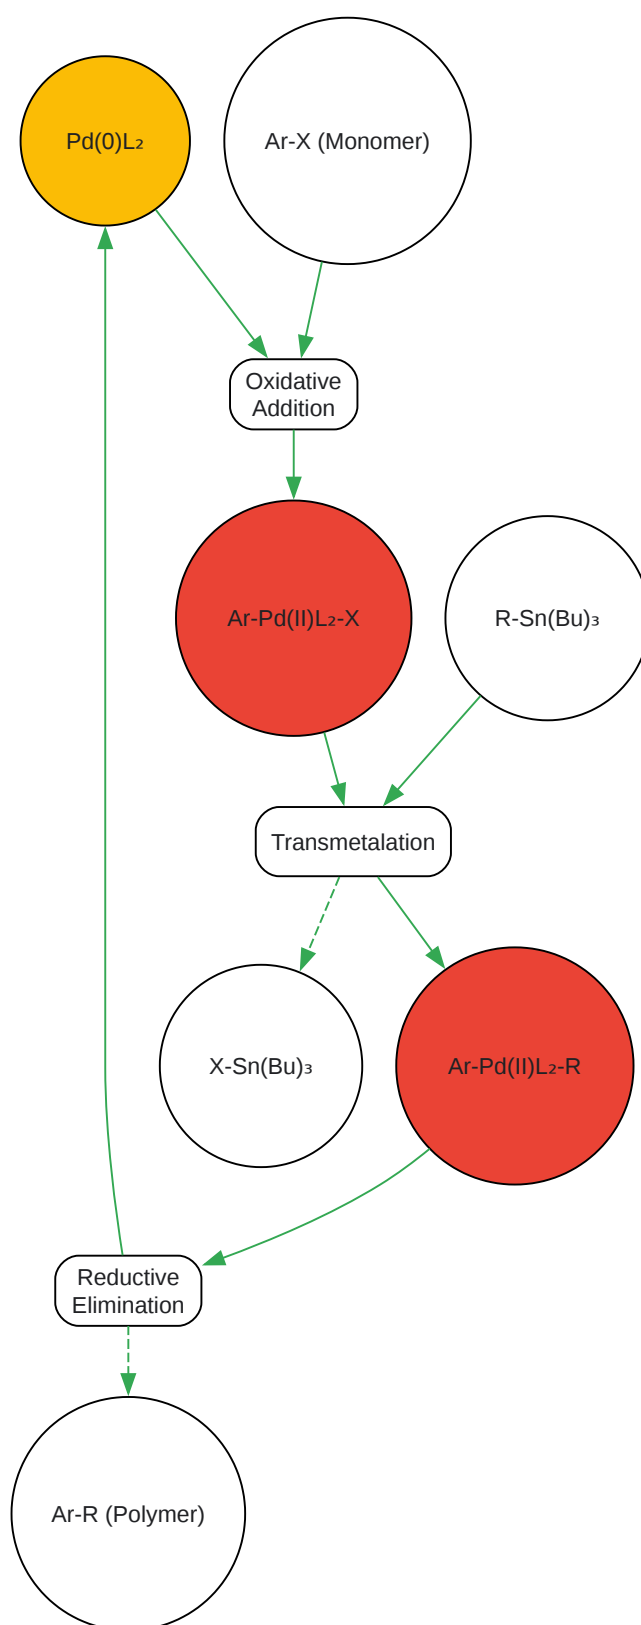 Pd(0)L₂
Ar-X (Monomer)
Oxidative
Addition
Ar-Pd(II)L₂-X
R-Sn(Bu)₃
Transmetalation
X-Sn(Bu)₃
Ar-Pd(II)L₂-R
Reductive
Elimination
Ar-R (Polymer)